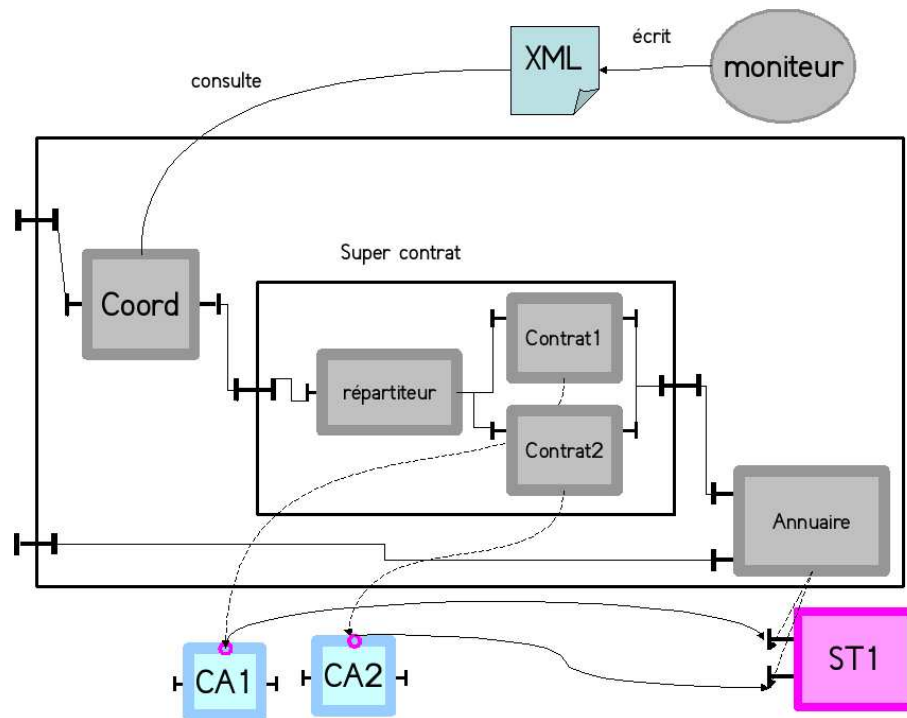 écrit
XML
moniteur
consulte
Super contrat
Coord
Contrat1
répartiteur
Contrat2
Annuaire
CA1
CA2
ST1